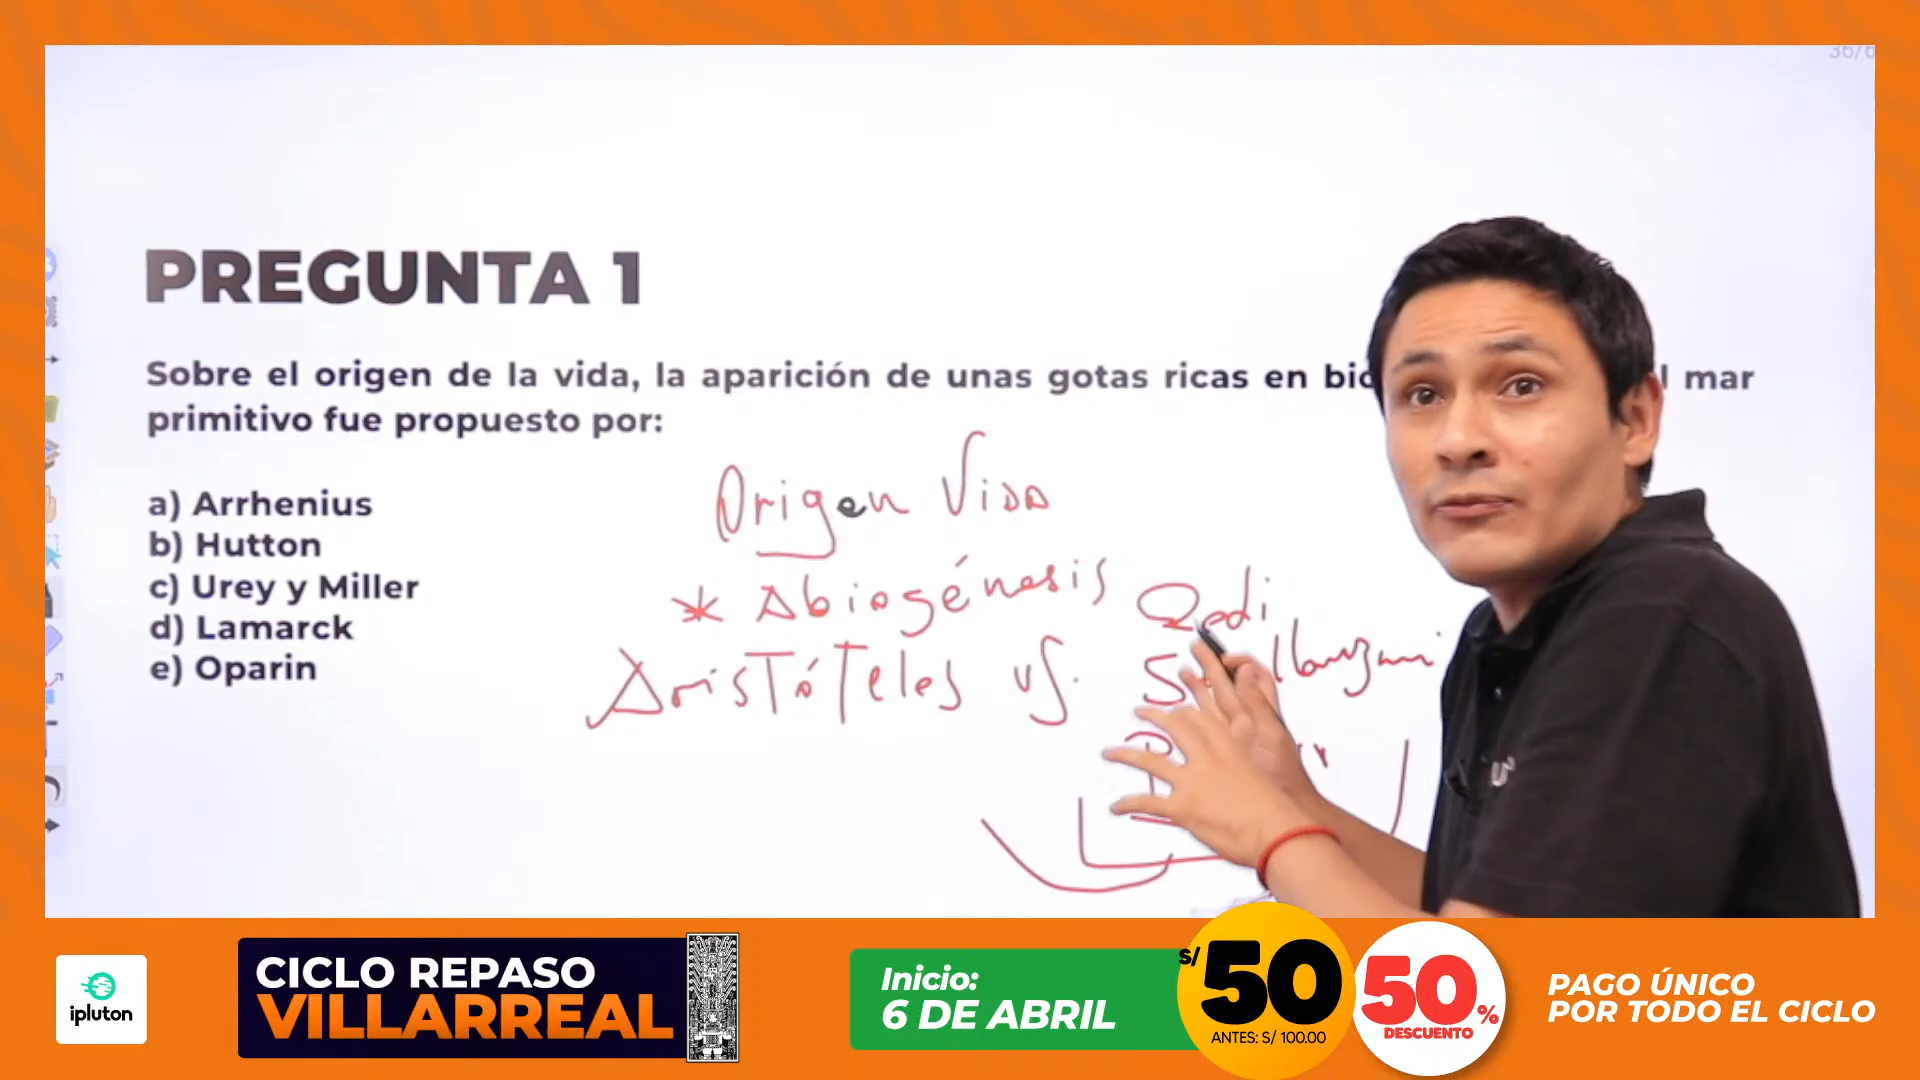 36/6
PREGUNTA 1
Sobre el origen de la vida, la aparición de unas gotas ricas en mar
primitivo fue propuesto por:
a) Arrhenius
b) Hutton
c) Urey y Miller
d) Lamarck
e) Oparin
Origen Vida
* Abiogénesis Redi
Aristóteles vs.
ipluton
CICLO REPASO
VILLARREAL
Inicio:
6 DE ABRIL
S/ 50
ANTES: S/ 100.00
50%
DESCUENTO
PAGO ÚNICO
POR TODO EL CICLO